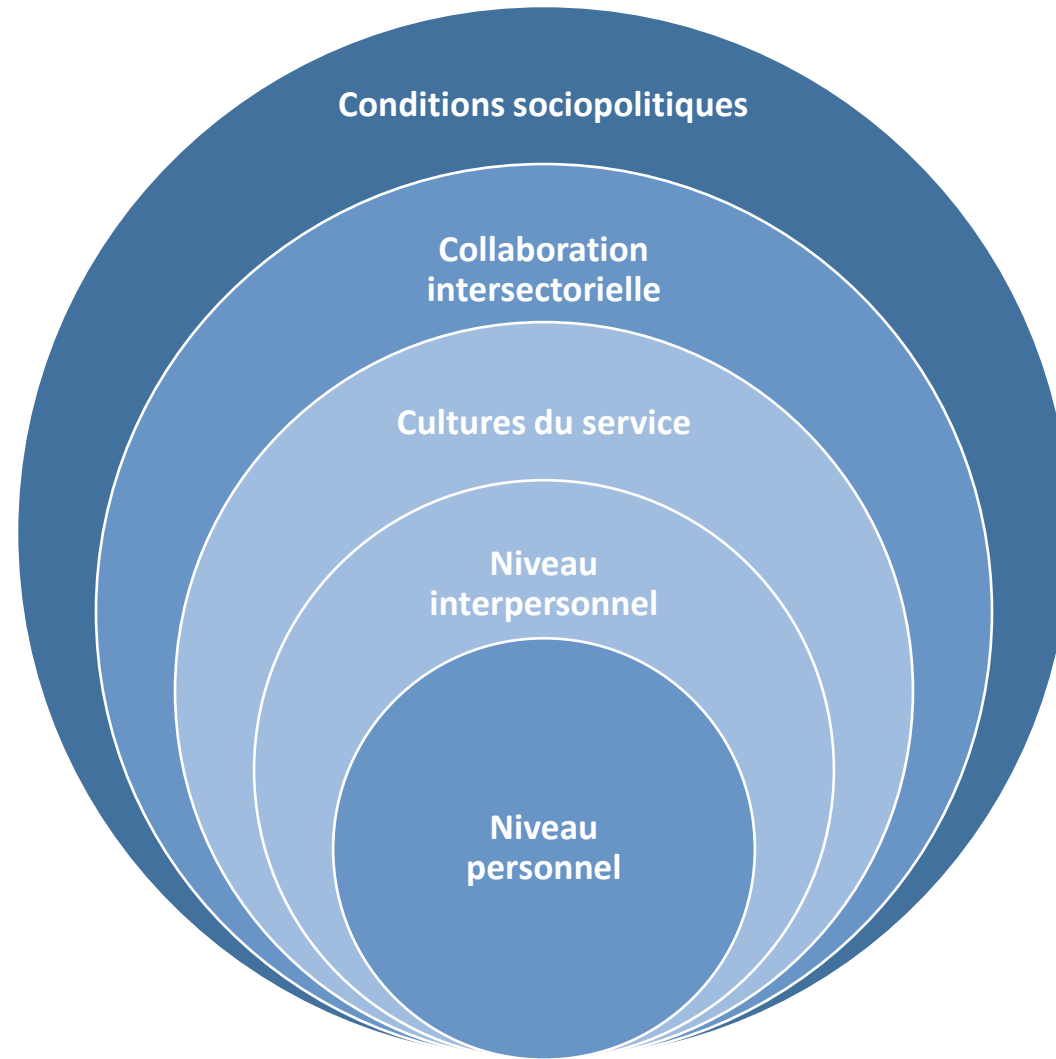 Conditions sociopolitiques
Collaboration
intersectorielle
Cultures du service
Niveau
interpersonnel
Niveau
personnel